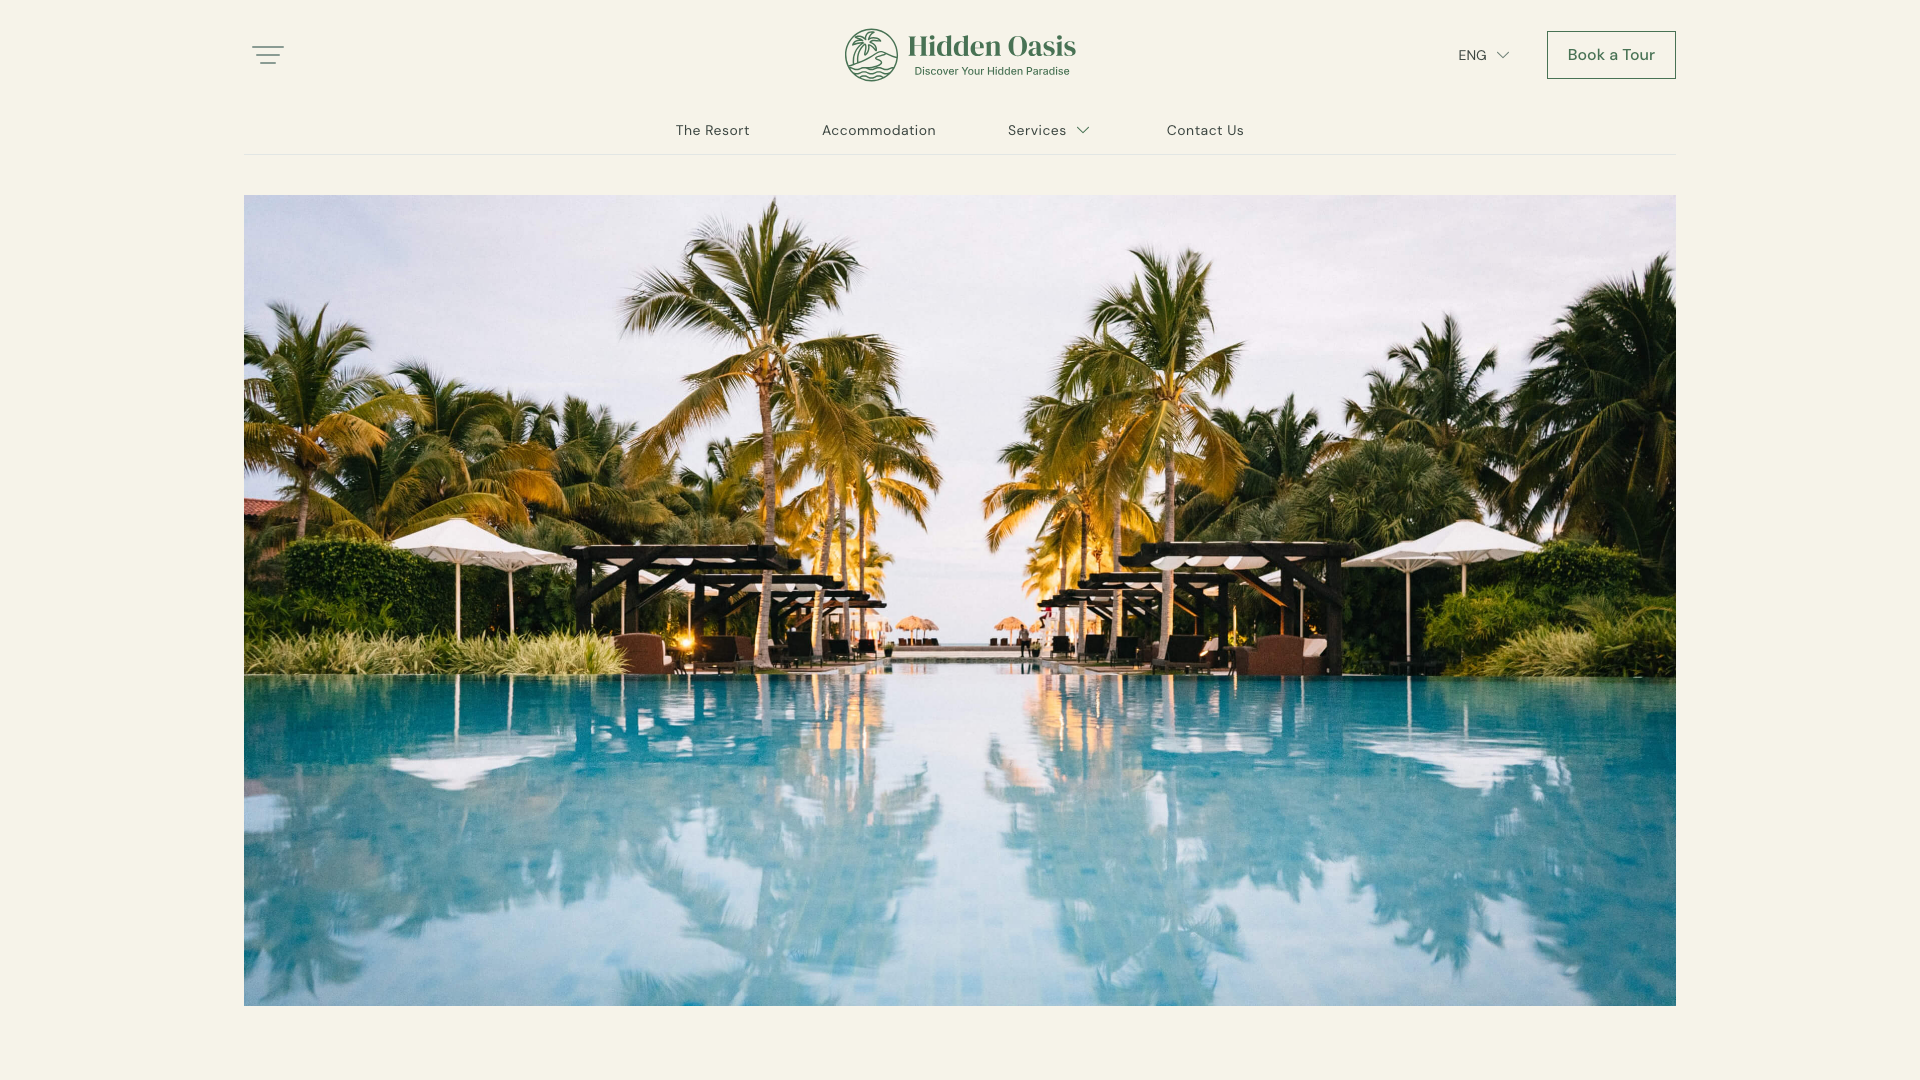 Hidden Oasis
Discover Your Hidden Paradise
ENG
Book a Tour
The Resort
Accommodation
Services
Contact Us